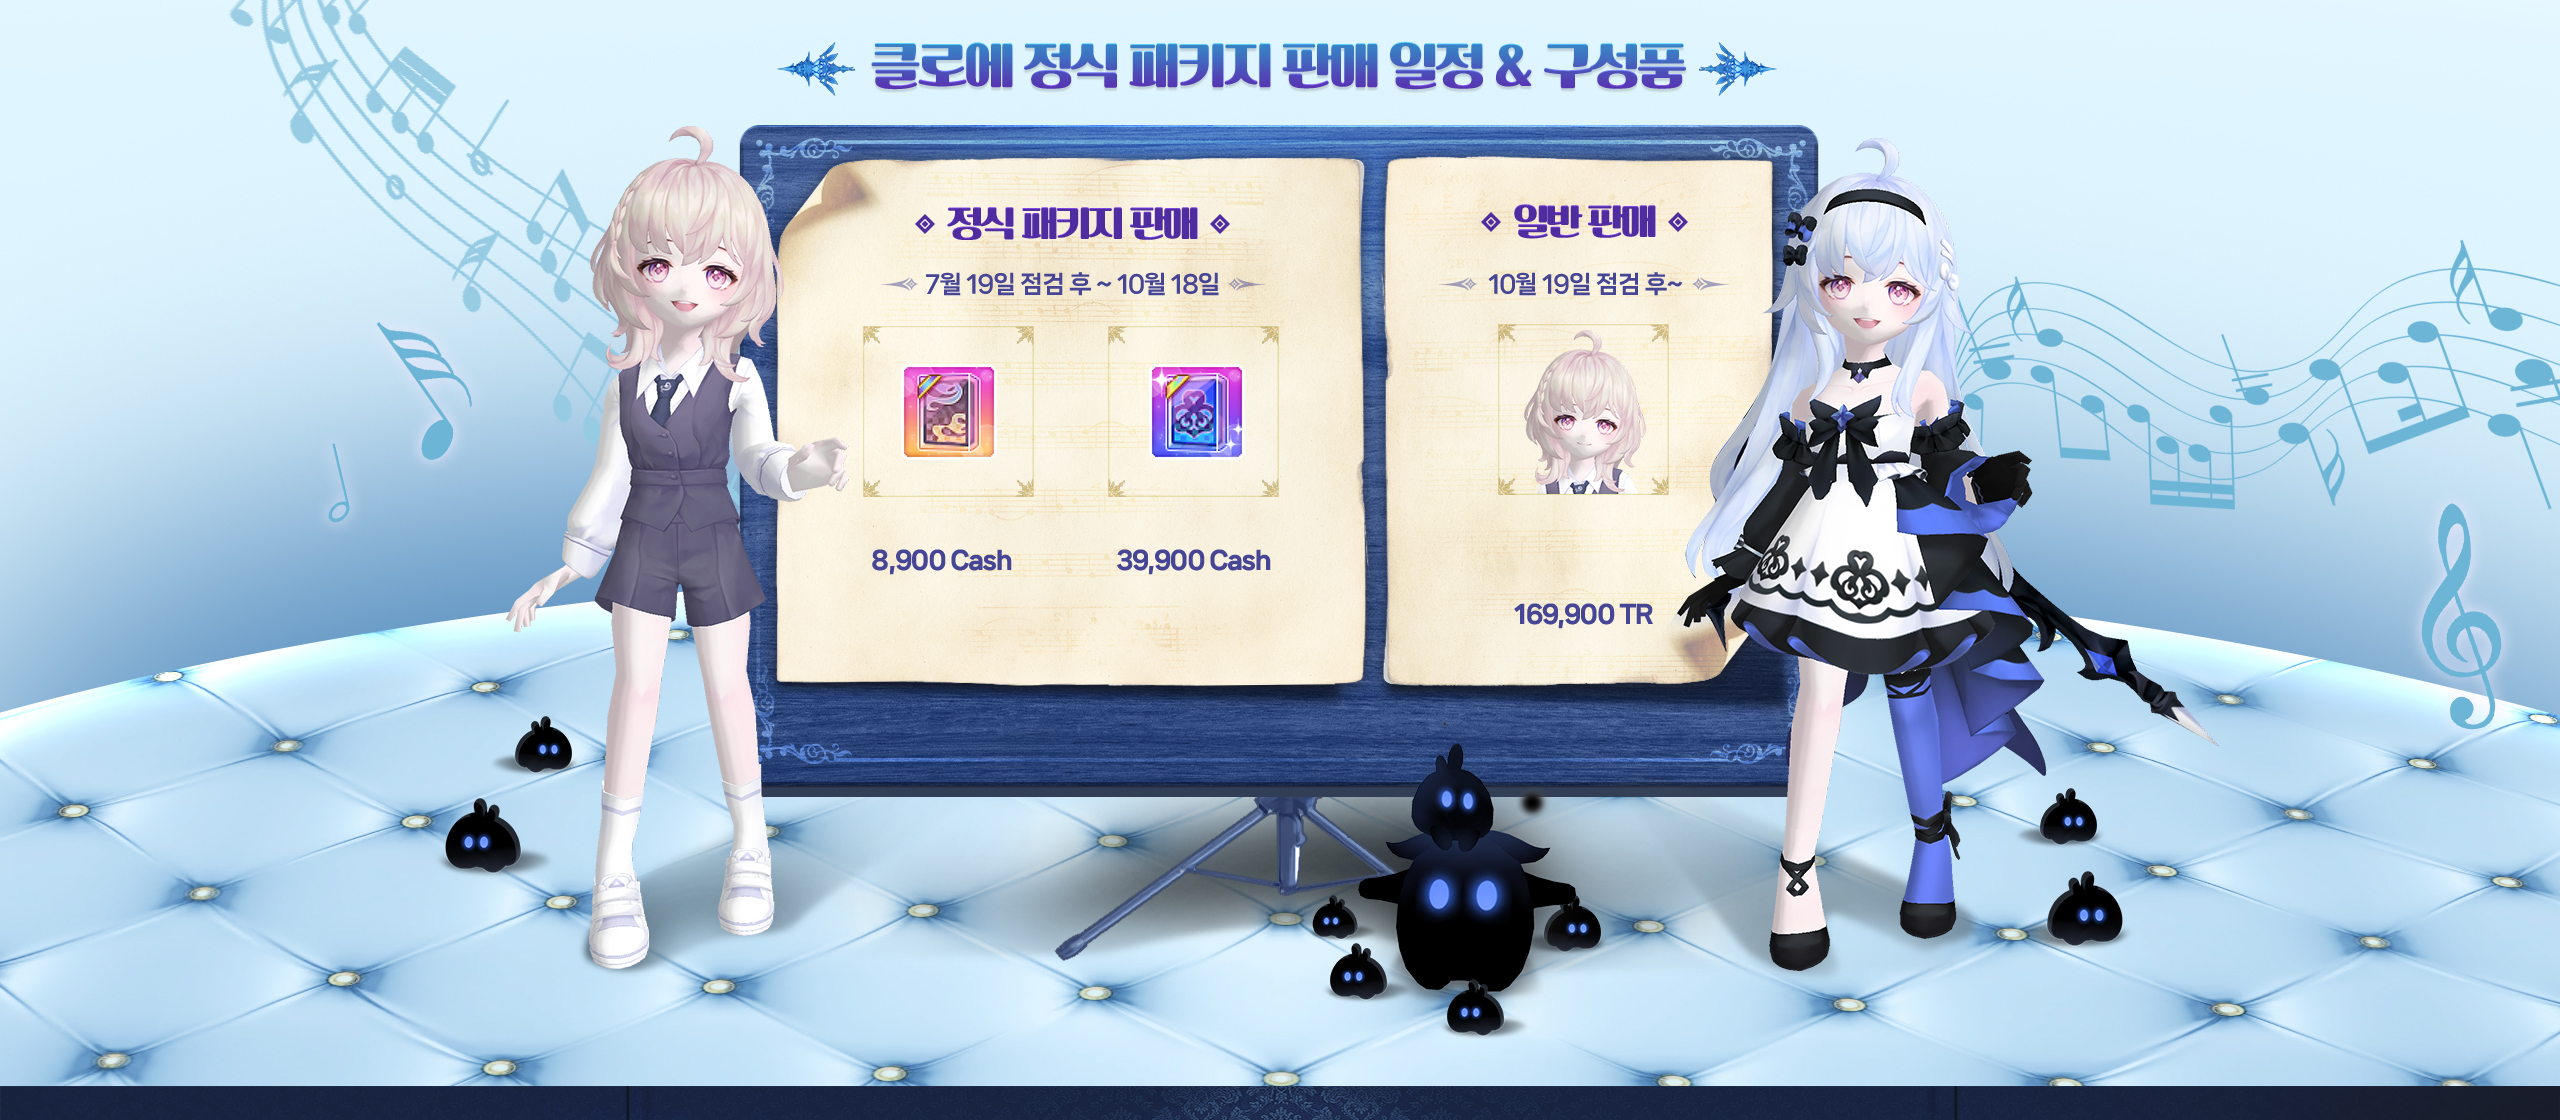 클로에 정식 패키지 판매 일정 & 구성품
정식 패키지 판매
7월 19일 점검 후 ~ 10월 18일
8,900 Cash
39,900 Cash
일반 판매
10월 19일 점검 후~
169,900 TR